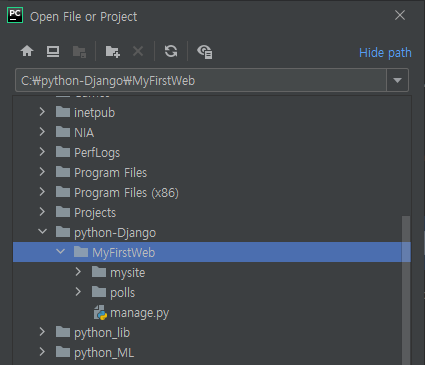 PC
Open File or Project
Hide path
C:₩python-Django₩MyFirstWeb
inetpub
NIA
PerfLogs
Program Files
Program Files (x86)
Projects
python-Django
MyFirstWeb
mysite
polls
manage.py
python_lib
python_ML